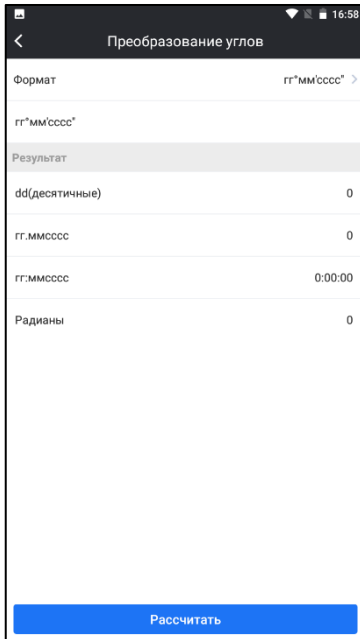 16:58
Преобразование углов
Формат гг°мм'сссс"
гг°мм'сссс"
Результат
dd(десятичные) 0
гг.ммсссс 0
гг:ммсссс 0:00:00
Радианы 0
Рассчитать